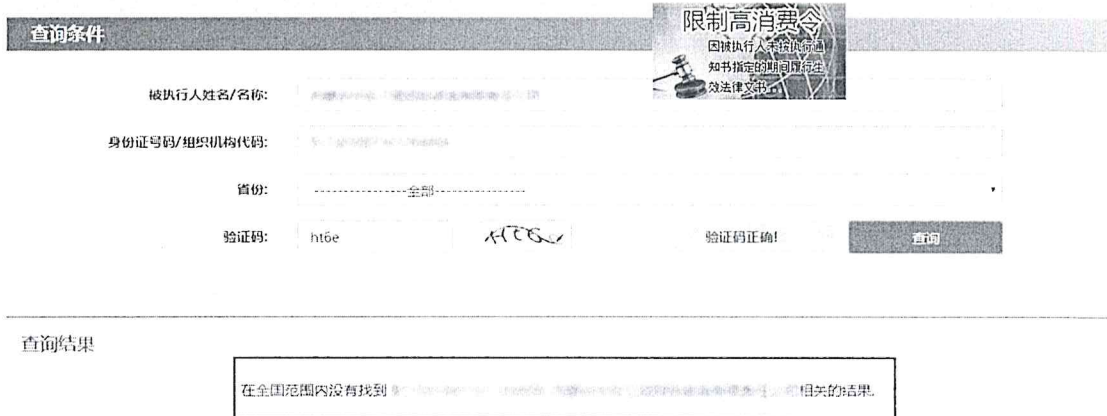 限制高消费令
查询条件
因被执行人未按执行通
知书指定的期间履行生
效法律文书
被执行人姓名/名称:
身份证号码/组织机构代码:
省份: -----------------全部-----------------
验证码: ht6e 验证码正确! 查询
查询结果
在全国范围内没有找到 相关的结果.